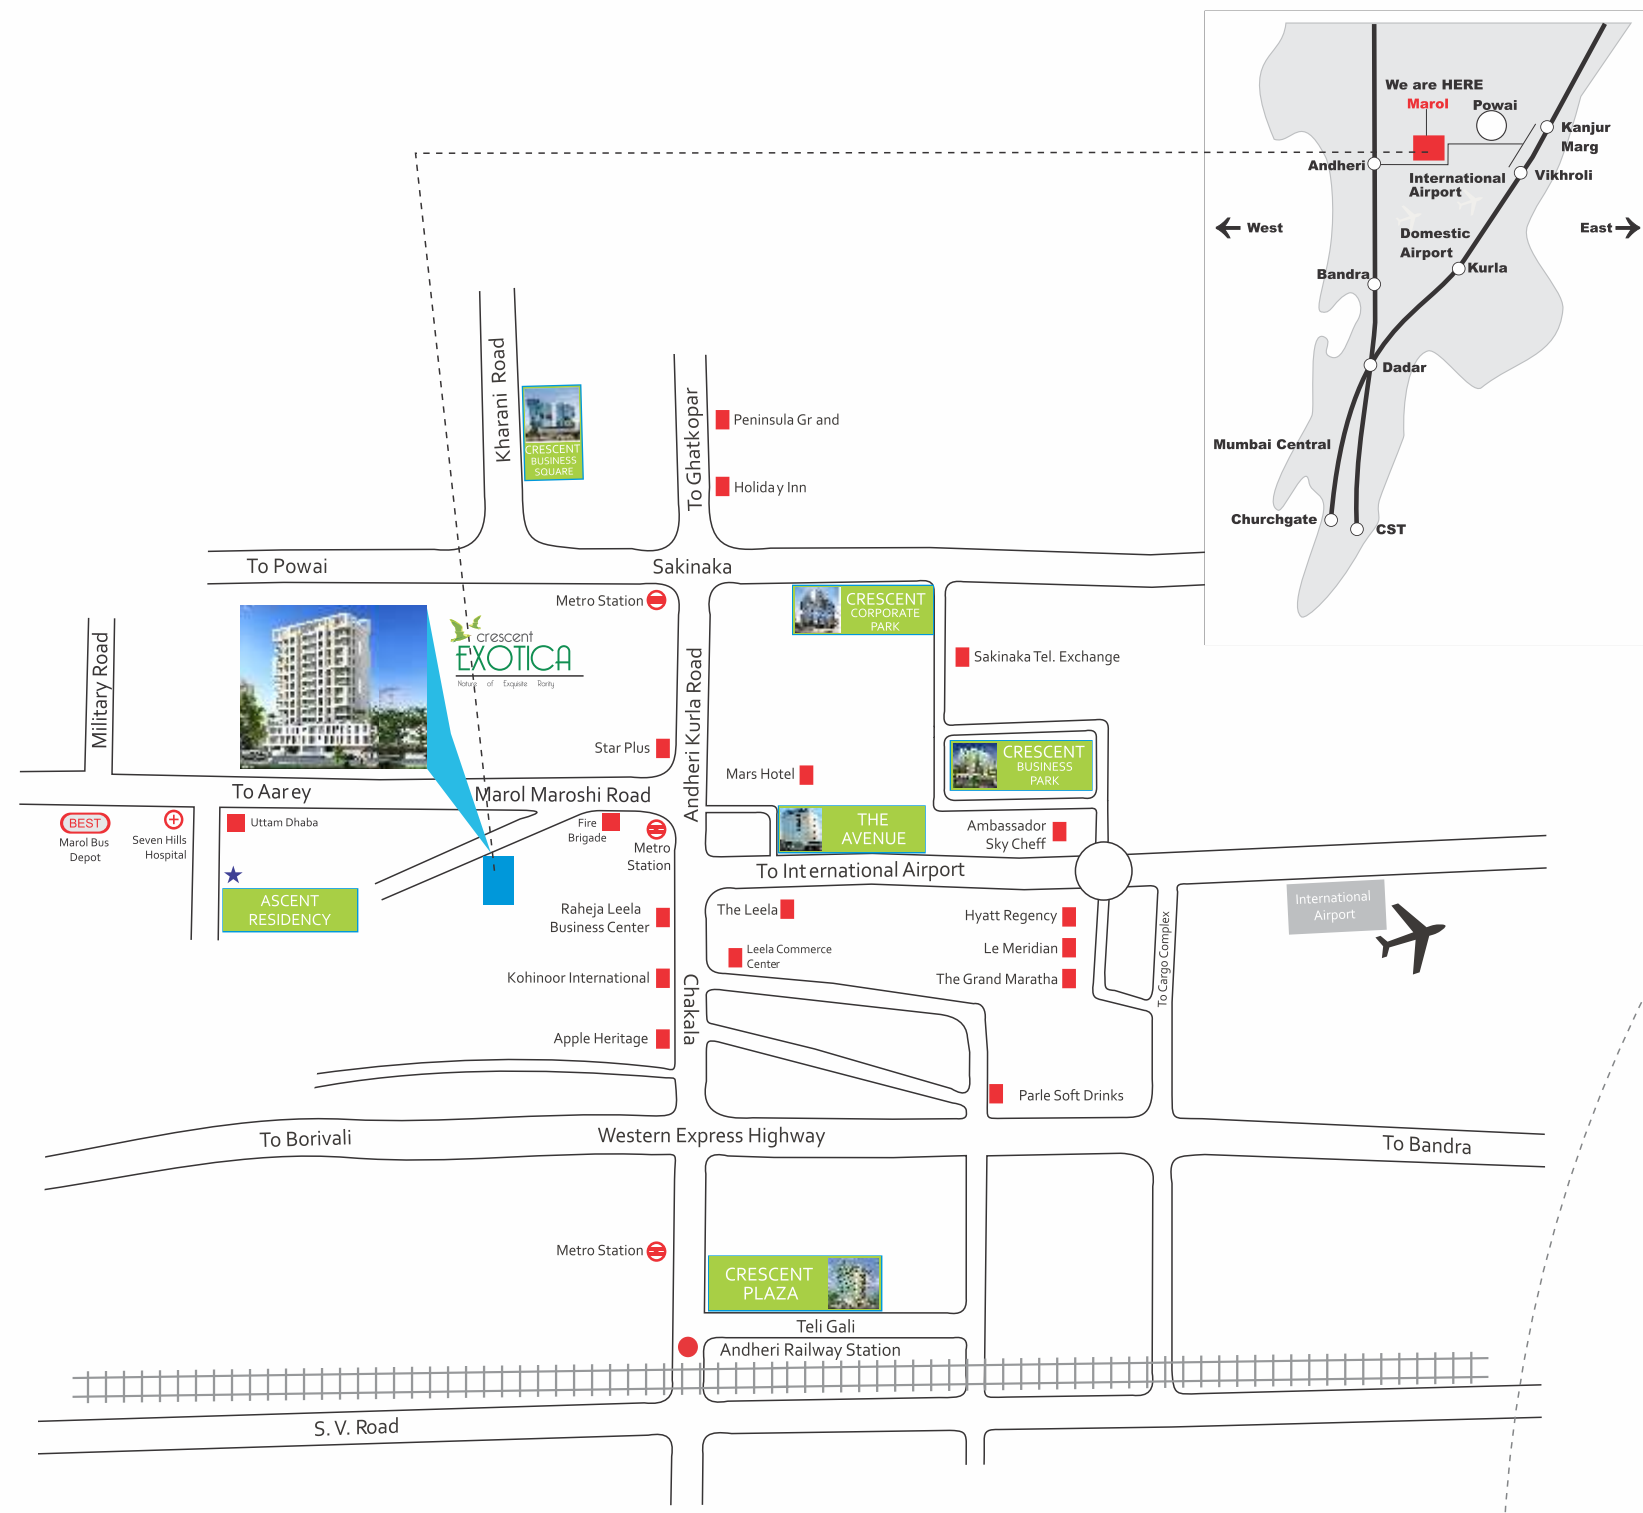 We are HERE
Marol
Powai
Kanjur
Marg
Andheri
International
Airport
Vikhroli
West
East
Domestic
Airport
Bandra
Kurla
Dadar
Mumbai Central
Churchgate
CST
Kharani Road
CRESCENT
BUSINESS
SQUARE
To Ghatkopar
Peninsula Gr and
Holiday Inn
To Powai
Sakinaka
Metro Station
CRESCENT
CORPORATE
PARK
crescent
EXOTICA
Nature of Exquisite Rarity
Military Road
Andheri Kurla Road
Sakinaka Tel. Exchange
Star Plus
Mars Hotel
CRESCENT
BUSINESS
PARK
To Aarey
Marol Maroshi Road
BEST
Marol Bus
Depot
Seven Hills
Hospital
Uttam Dhaba
Fire
Brigade
Metro
Station
THE
AVENUE
Ambassador
Sky Cheff
To International Airport
ASCENT
RESIDENCY
Raheja Leela
Business Center
The Leela
Hyatt Regency
Leela Commerce
Center
Le Meridian
The Grand Maratha
To Cargo Complex
International
Airport
Kohinoor International
Chakala
Apple Heritage
Parle Soft Drinks
To Borivali
Western Express Highway
To Bandra
Metro Station
CRESCENT
PLAZA
Teli Gali
Andheri Railway Station
S. V. Road